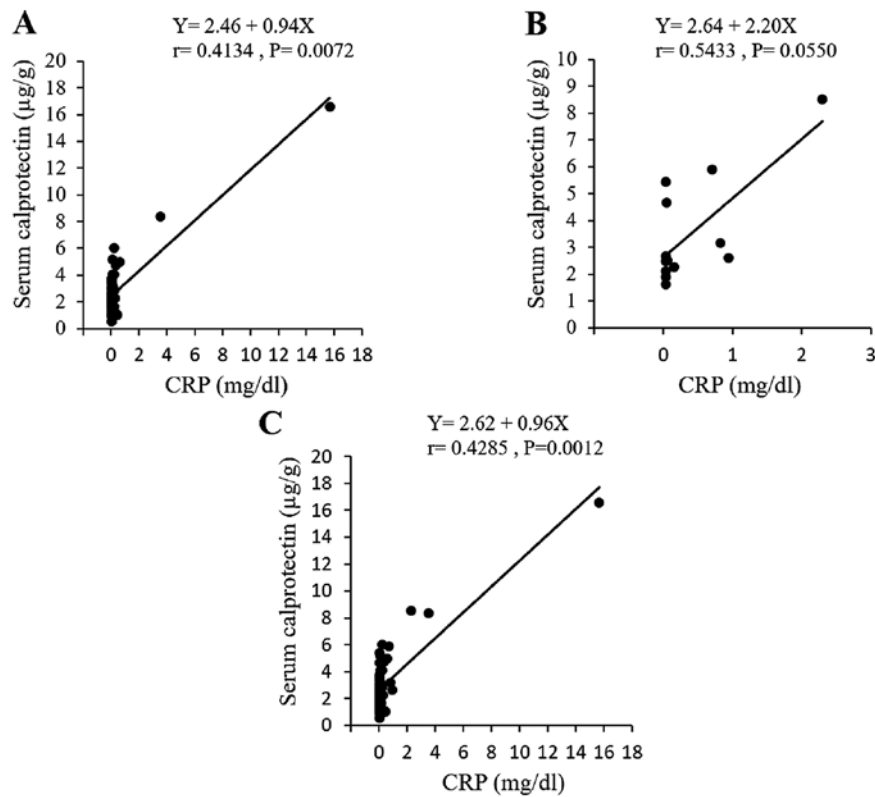 A
Y= 2.46 + 0.94X
r= 0.4134 , P= 0.0072
Serum calprotectin (µg/g)
20
18
16
14
12
10
8
6
4
2
0
0 2 4 6 8 10 12 14 16 18
CRP (mg/dl)
B
Y= 2.64 + 2.20X
r= 0.5433 , P= 0.0550
Serum calprotectin (µg/g)
10
9
8
7
6
5
4
3
2
1
0
0 1 2 3
CRP (mg/dl)
C
Y= 2.62 + 0.96X
r= 0.4285 , P=0.0012
Serum calprotectin (µg/g)
20
18
16
14
12
10
8
6
4
2
0
0 2 4 6 8 10 12 14 16 18
CRP (mg/dl)